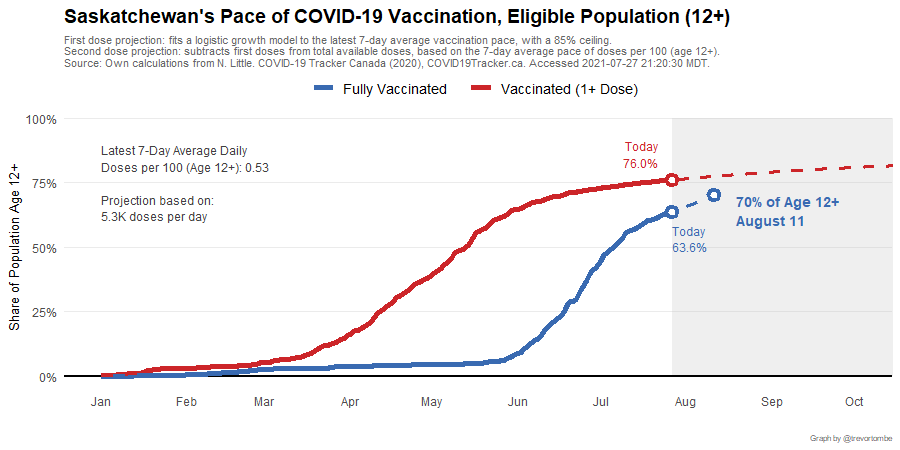 Saskatchewan's Pace of COVID-19 Vaccination, Eligible Population (12+)
First dose projection: fits a logistic growth model to the latest 7-day average vaccination pace, with a 85% ceiling.
Second dose projection: subtracts first doses from total available doses, based on the 7-day average pace of doses per 100 (age 12+).
Source: Own calculations from N. Little. COVID-19 Tracker Canada (2020), COVID19Tracker.ca. Accessed 2021-07-27 21:20:30 MDT.
Fully Vaccinated
Vaccinated (1+ Dose)
Share of Population Age 12+
100%
75%
50%
25%
0%
Latest 7-Day Average Daily
Doses per 100 (Age 12+): 0.53
Projection based on:
5.3K doses per day
Today
76.0%
70% of Age 12+
August 11
Today
63.6%
Jan
Feb
Mar
Apr
May
Jun
Jul
Aug
Sep
Oct
Graph by @trevortombe